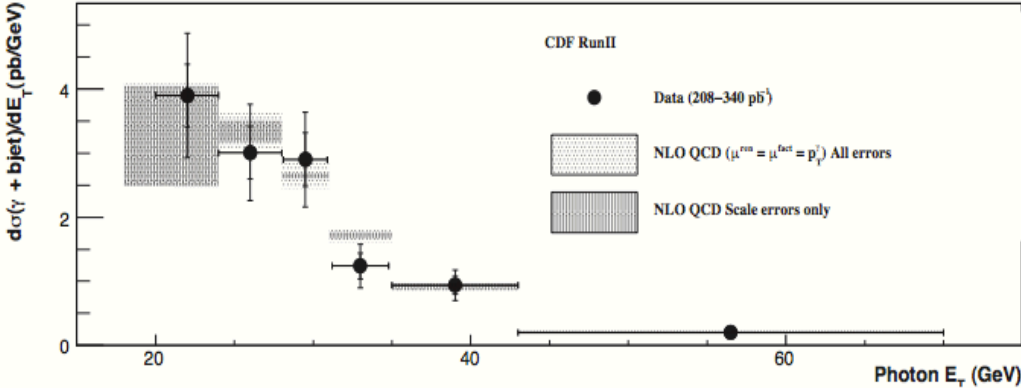 dσ(γ + bjet)/dE_T(pb/GeV)
4
2
0
CDF RunII
Data (208–340 pb⁻¹)
NLO QCD (μ^ren = μ^fact = p_T^γ) All errors
NLO QCD Scale errors only
20 40 60
Photon E_T (GeV)